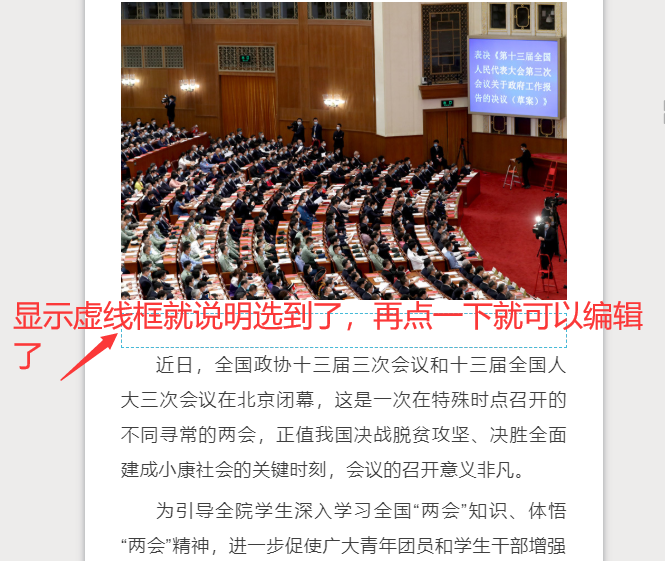 表决《第十三届全国
人民代表大会第三次
会议关于政府工作报
告的决议（草案）》
显示虚线框就说明选到了，再点一下就可以编辑
了
近日，全国政协十三届三次会议和十三届全国人
大三次会议在北京闭幕，这是一次在特殊时点召开的
不同寻常的两会，正值我国决战脱贫攻坚、决胜全面
建成小康社会的关键时刻，会议的召开意义非凡。
为引导全院学生深入学习全国“两会”知识、体悟
“两会”精神，进一步促使广大青年团员和学生干部增强